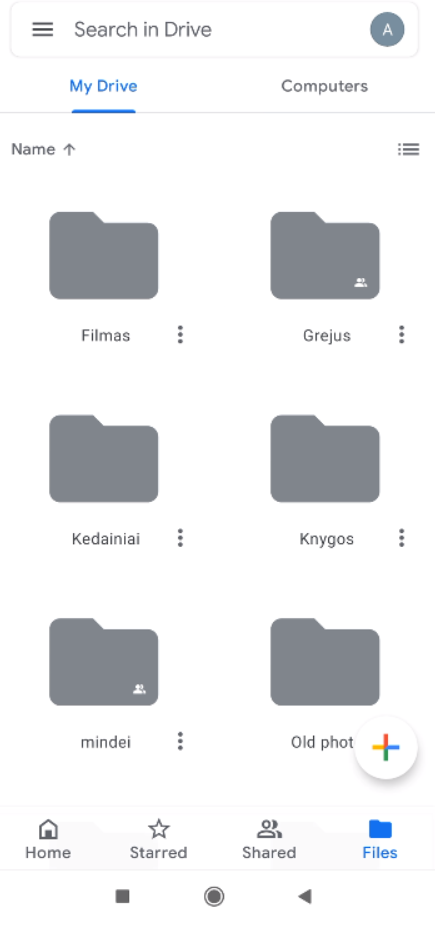 Search in Drive
A
My Drive
Computers
Name
Filmas
Grejus
Kedainiai
Knygos
mindei
Old phot
Home
Starred
Shared
Files